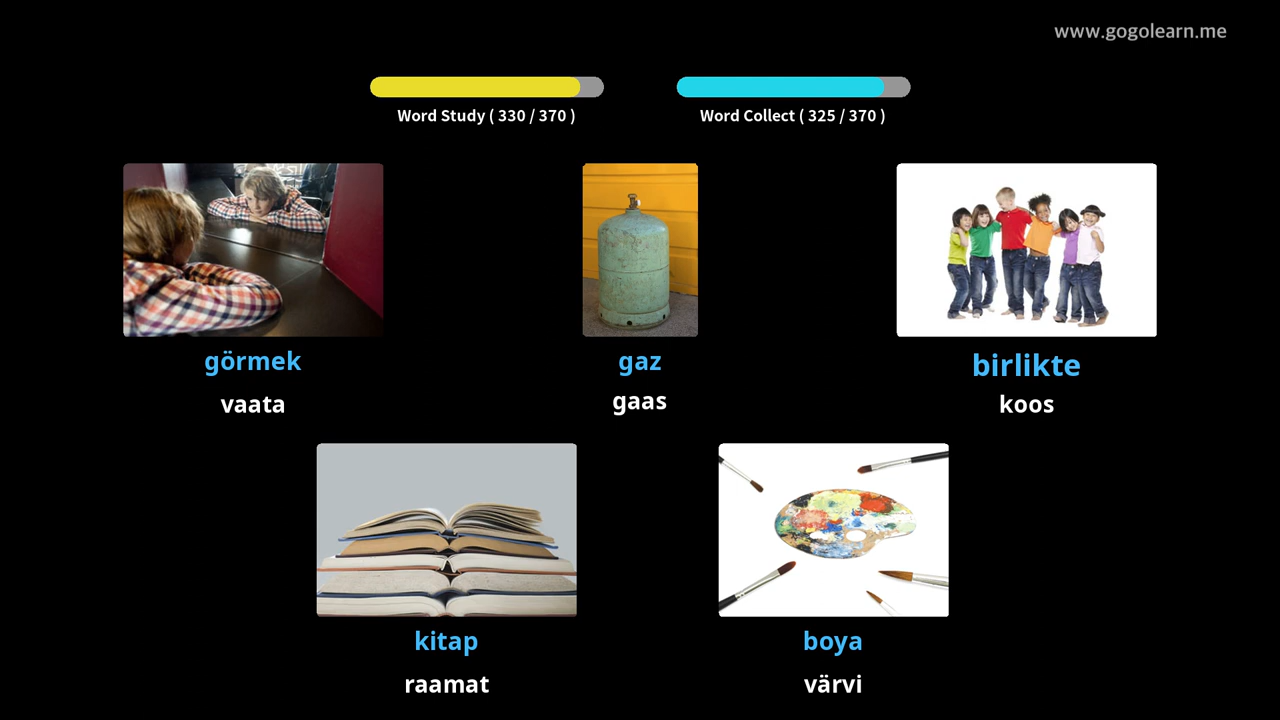 www.gogolearn.me
Word Study ( 330 / 370 )
Word Collect ( 325 / 370 )
görmek
vaata
gaz
gaas
birlikte
koos
kitap
raamat
boya
värvi